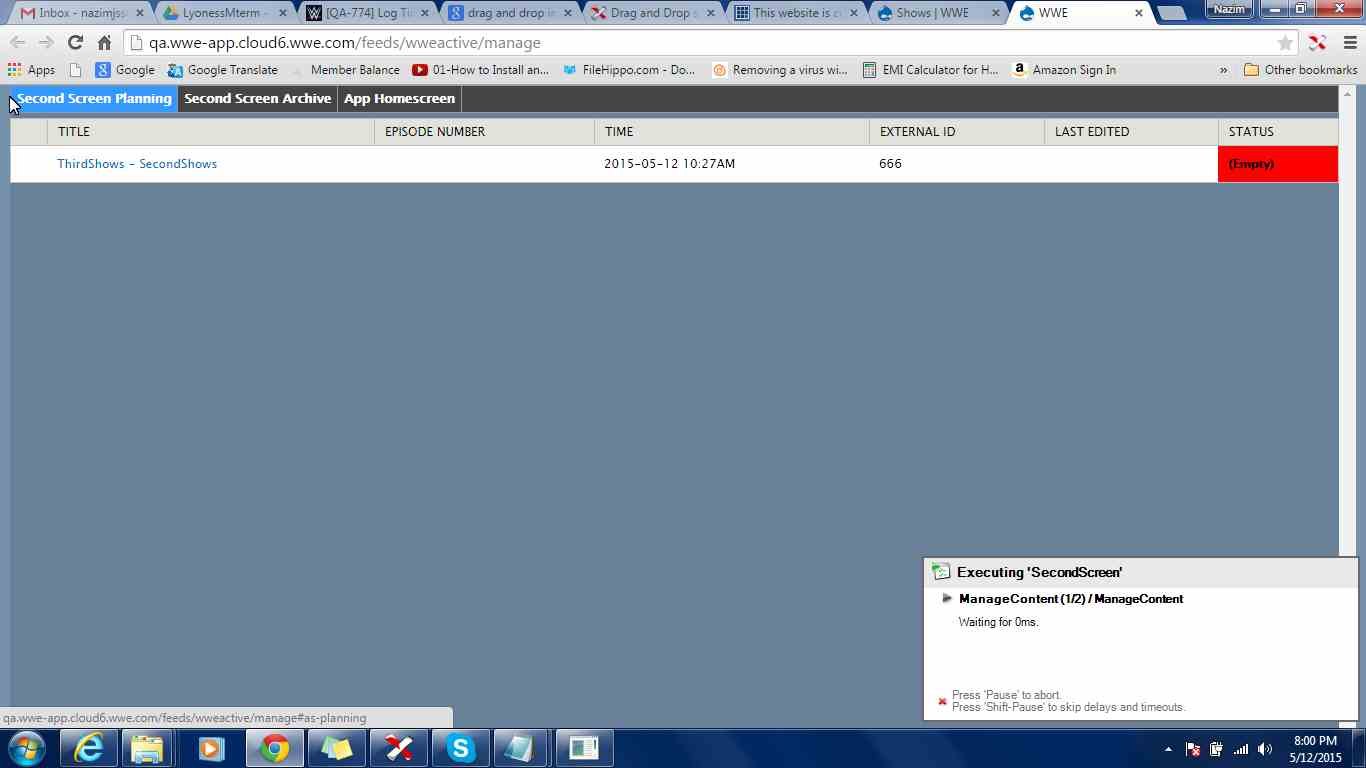 Inbox - nazimjss
LyonessMterm -
[QA-774] Log Ti
drag and drop in
Drag and Drop s
This website is cu
Shows | WWE
WWE
Nazim
qa.wwe-app.cloud6.wwe.com/feeds/wweactive/manage
Apps
Google
Google Translate
Member Balance
01-How to Install an...
FileHippo.com - Do...
Removing a virus wi...
EMI Calculator for H...
Amazon Sign In
»
Other bookmarks
Second Screen Planning
Second Screen Archive
App Homescreen
TITLE EPISODE NUMBER TIME EXTERNAL ID LAST EDITED STATUS
ThirdShows - SecondShows 2015-05-12 10:27AM 666 (Empty)
Executing 'SecondScreen'
ManageContent (1/2) / ManageContent
Waiting for 0ms.
Press 'Pause' to abort.
Press 'Shift-Pause' to skip delays and timeouts.
qa.wwe-app.cloud6.wwe.com/feeds/wweactive/manage#as-planning
8:00 PM
5/12/2015